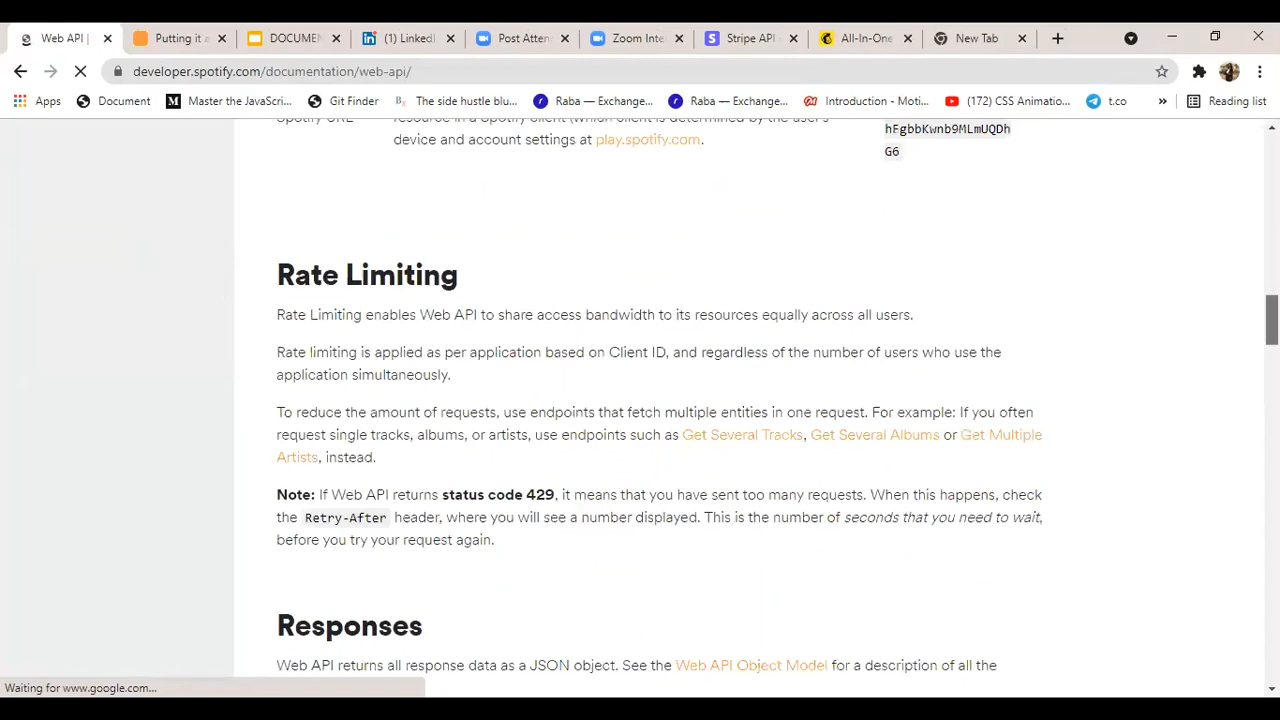 Web API |
Putting it a
DOCUMEN
(1) LinkedI
Post Atten
Zoom Inte
Stripe API
All-In-One
New Tab
developer.spotify.com/documentation/web-api/
Apps
Document
Master the JavaScri...
Git Finder
The side hustle blu...
Raba — Exchange...
Raba — Exchange...
Introduction - Moti...
(172) CSS Animatio...
t.co
»
Reading list
Spotify URL
resource in a Spotify client (which client is determined by the user's
device and account settings at play.spotify.com.
hEgbbKwnb9MLmUQDh
G6
Rate Limiting
Rate Limiting enables Web API to share access bandwidth to its resources equally across all users.
Rate limiting is applied as per application based on Client ID, and regardless of the number of users who use the
application simultaneously.
To reduce the amount of requests, use endpoints that fetch multiple entities in one request. For example: If you often
request single tracks, albums, or artists, use endpoints such as Get Several Tracks, Get Several Albums or Get Multiple
Artists, instead.
Note: If Web API returns status code 429, it means that you have sent too many requests. When this happens, check
the Retry-After header, where you will see a number displayed. This is the number of seconds that you need to wait,
before you try your request again.
Responses
Web API returns all response data as a JSON object. See the Web API Object Model for a description of all the
Waiting for www.google.com...